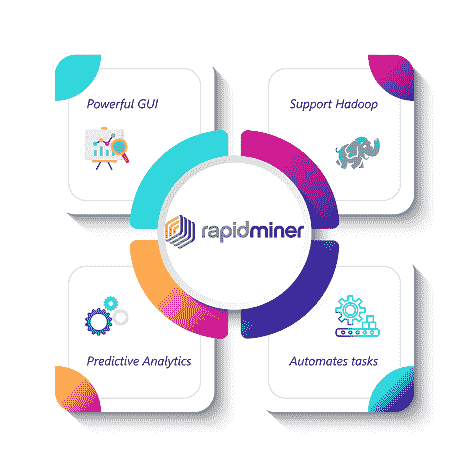 Powerful GUI
Support Hadoop
rapidminer
Predictive Analytics
Automates tasks